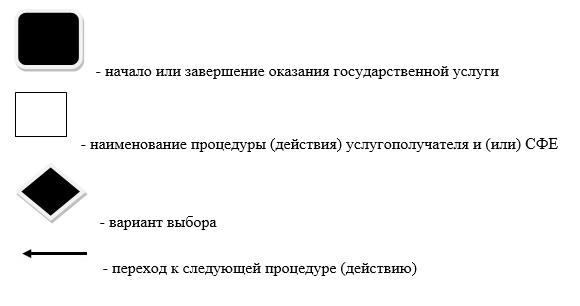 - начало или завершение оказания государственной услуги
- наименование процедуры (действия) услугополучателя и (или) СФЕ
- вариант выбора
- переход к следующей процедуре (действию)